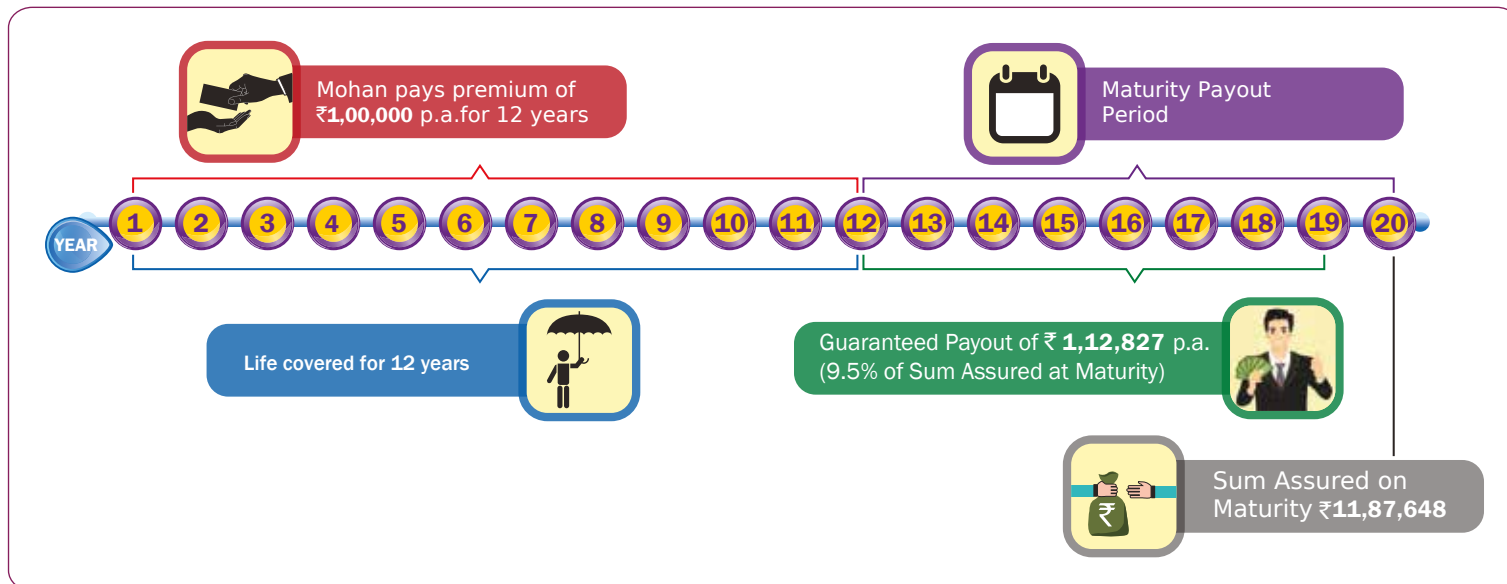 Mohan pays premium of
₹1,00,000 p.a.for 12 years
Maturity Payout
Period
YEAR
1 2 3 4 5 6 7 8 9 10 11 12 13 14 15 16 17 18 19 20
Life covered for 12 years
Guaranteed Payout of ₹ 1,12,827 p.a.
(9.5% of Sum Assured at Maturity)
₹
Sum Assured on
Maturity ₹11,87,648